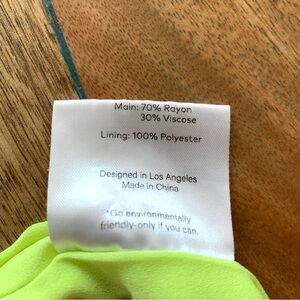 Main: 70% Rayon
30% Viscose
Lining: 100% Polyester
Designed in Los Angeles
Made in China
*Go environmentally
friendly-only if you can.